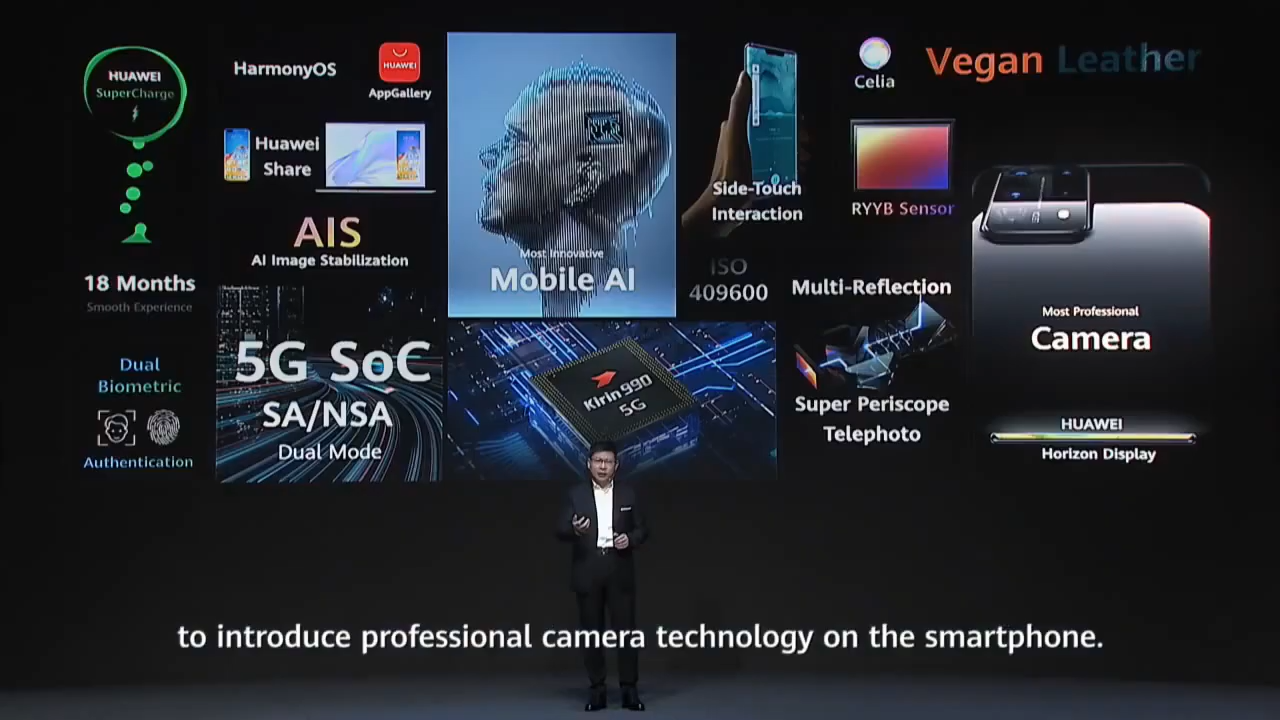 HUAWEI
SuperCharge
18 Months
Smooth Experience
Dual
Biometric
Authentication
HarmonyOS
HUAWEI
AppGallery
Huawei
Share
AIS
AI Image Stabilization
5G SoC
SA/NSA
Dual Mode
Most Innovative
Mobile AI
Kirin 990
5G
Side-Touch
Interaction
ISO
409600
Celia
Vegan Leather
RYYB Sensor
Multi-Reflection
Super Periscope
Telephoto
Most Professional
Camera
HUAWEI
Horizon Display
to introduce professional camera technology on the smartphone.